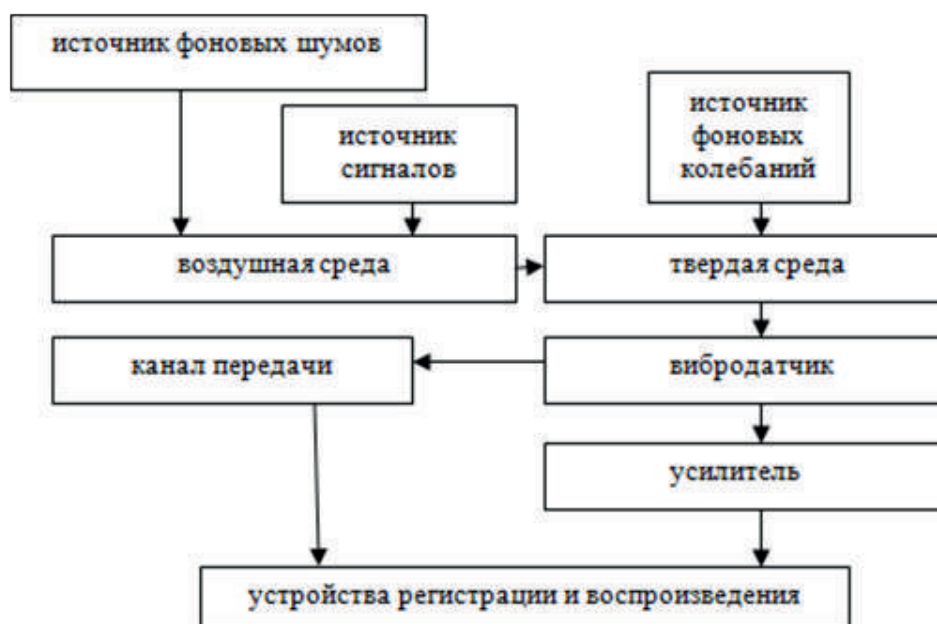 источник фоновых шумов
источник
сигналов
источник
фоновых
колебаний
воздушная среда
твердая среда
канал передачи
вибродатчик
усилитель
устройства регистрации и воспроизведения